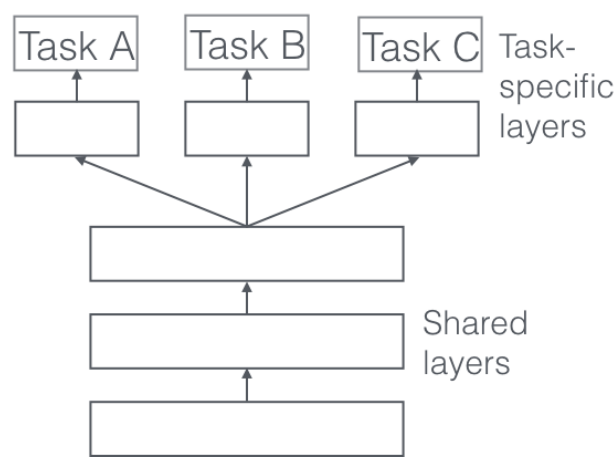 Task A
Task B
Task C
Task-
specific
layers
Shared
layers